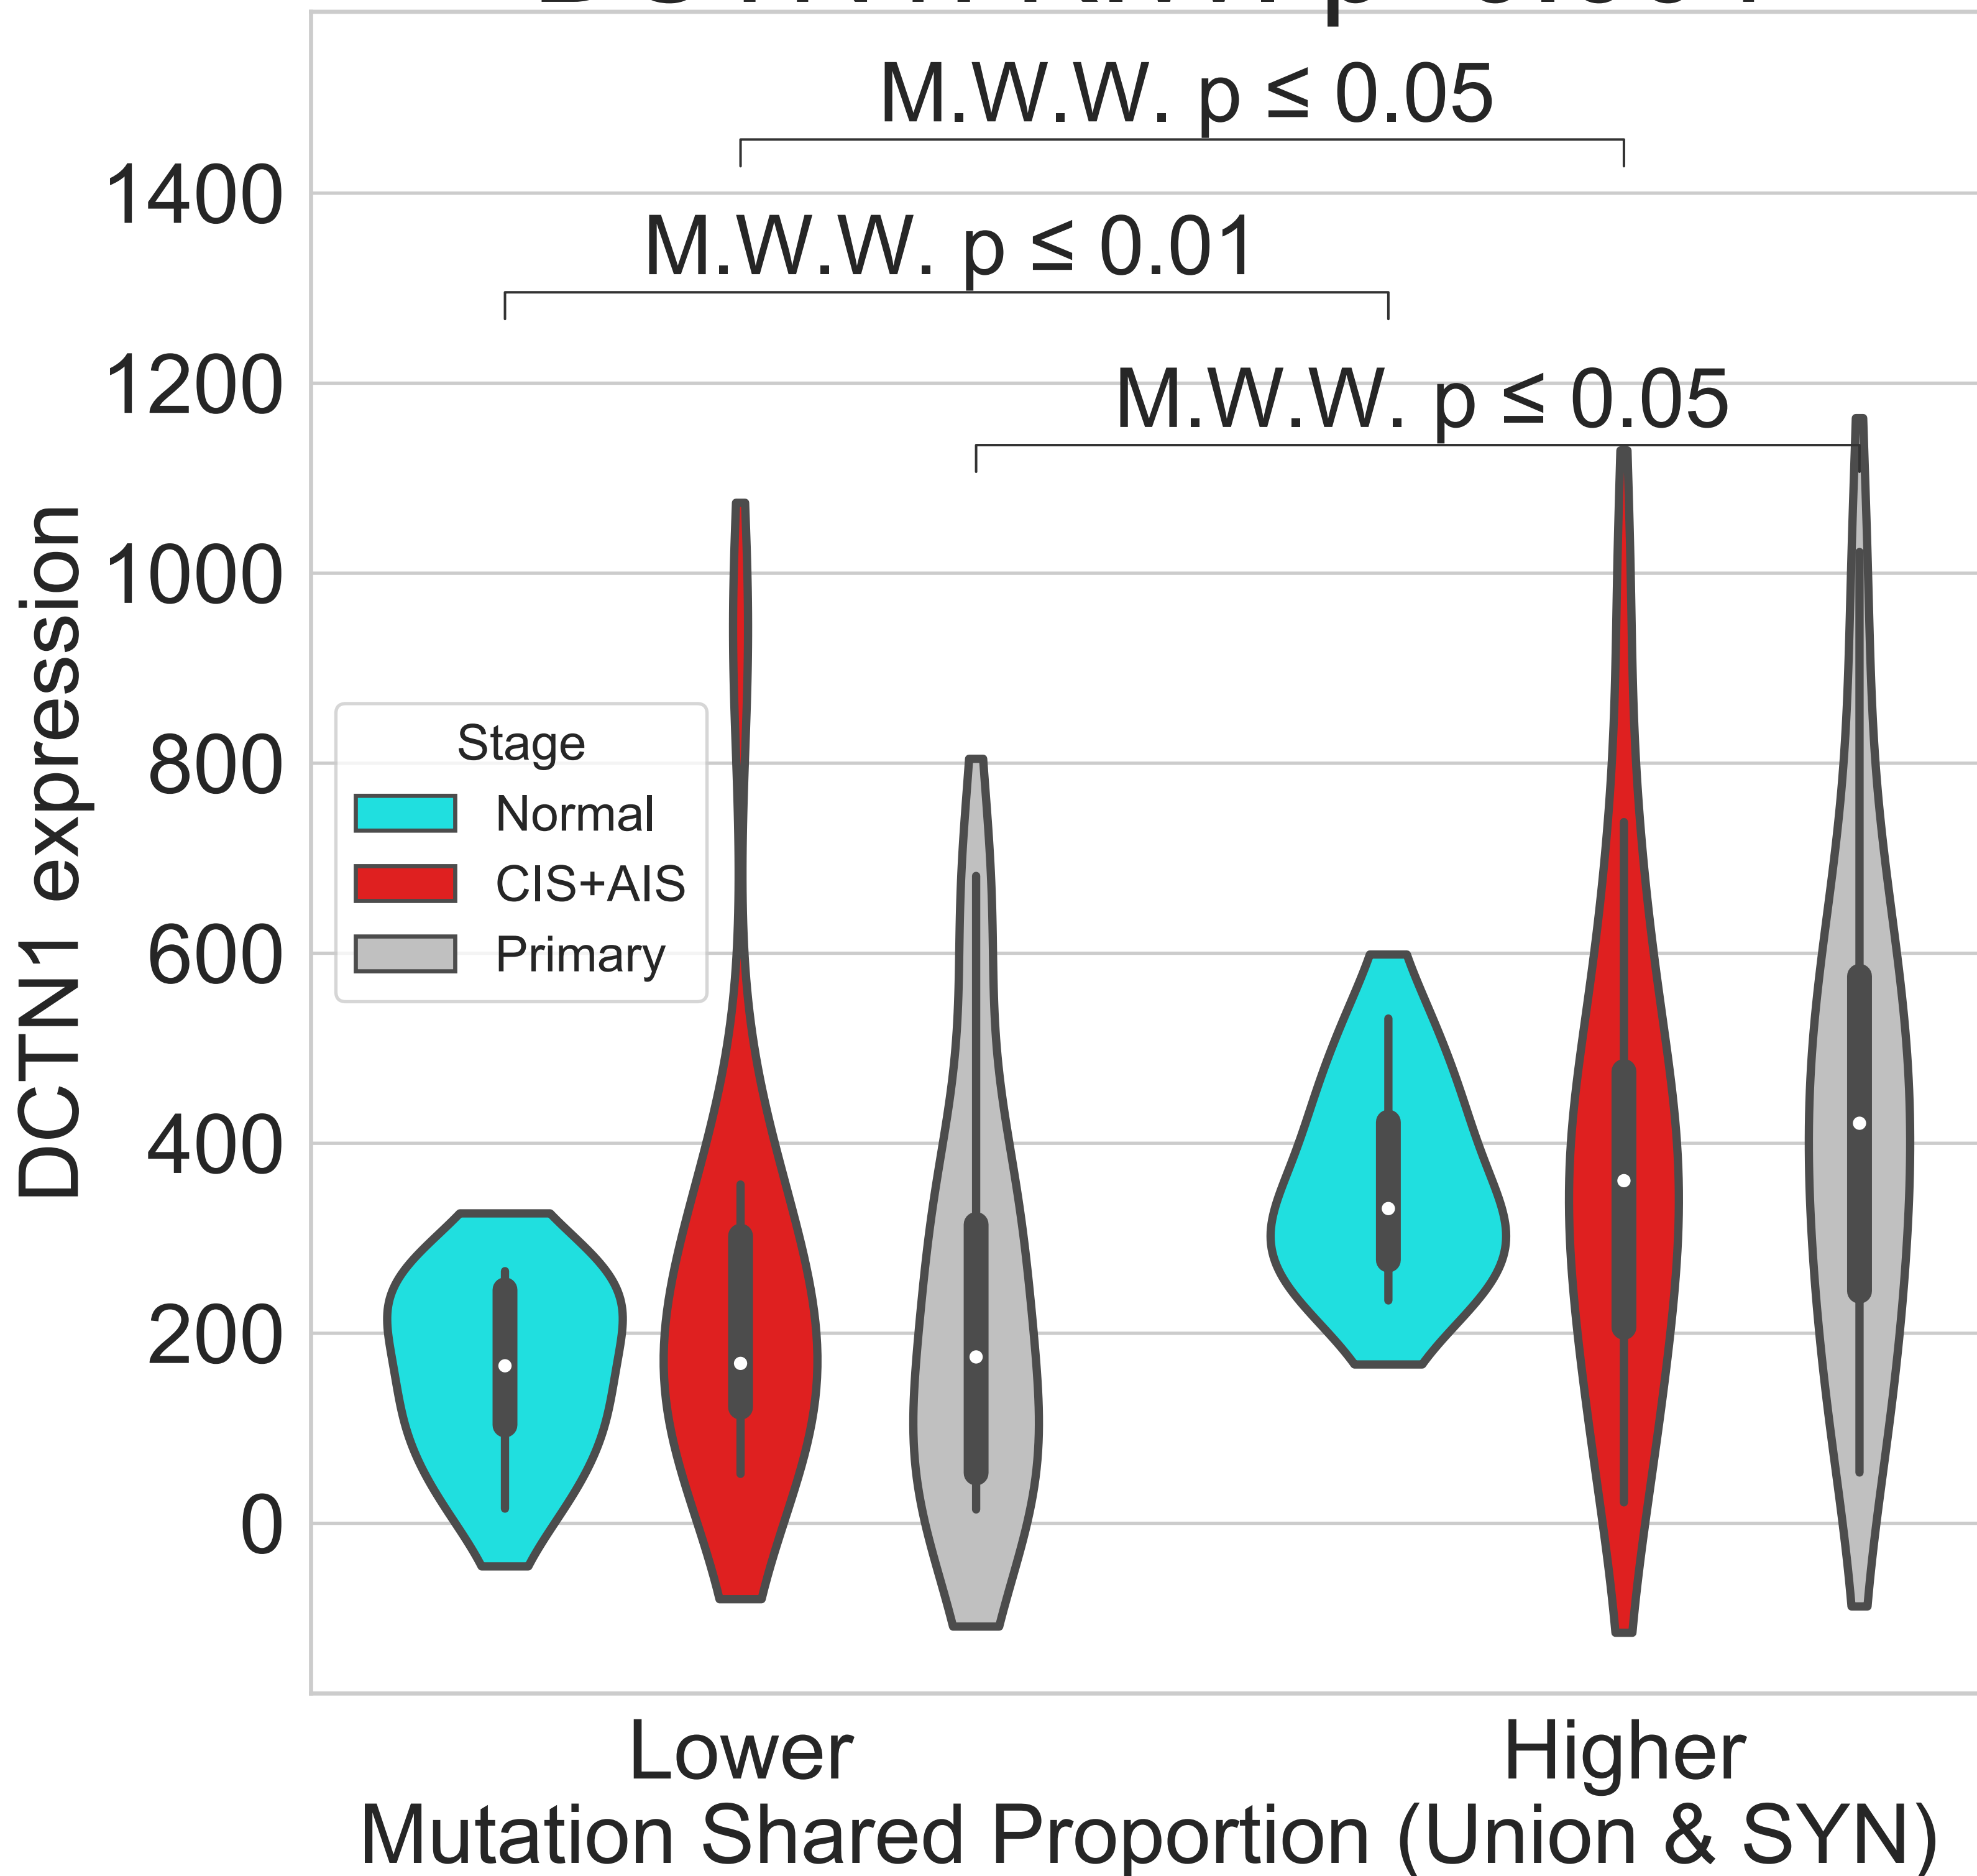 M.W.W. p ≤ 0.05
1400
M.W.W. p ≤ 0.01
1200
M.W.W. p ≤ 0.05
1000
DCTN1 expression
800
Stage
Normal
CIS+AIS
Primary
600
400
200
0
Lower Higher
Mutation Shared Proportion (Union & SYN)